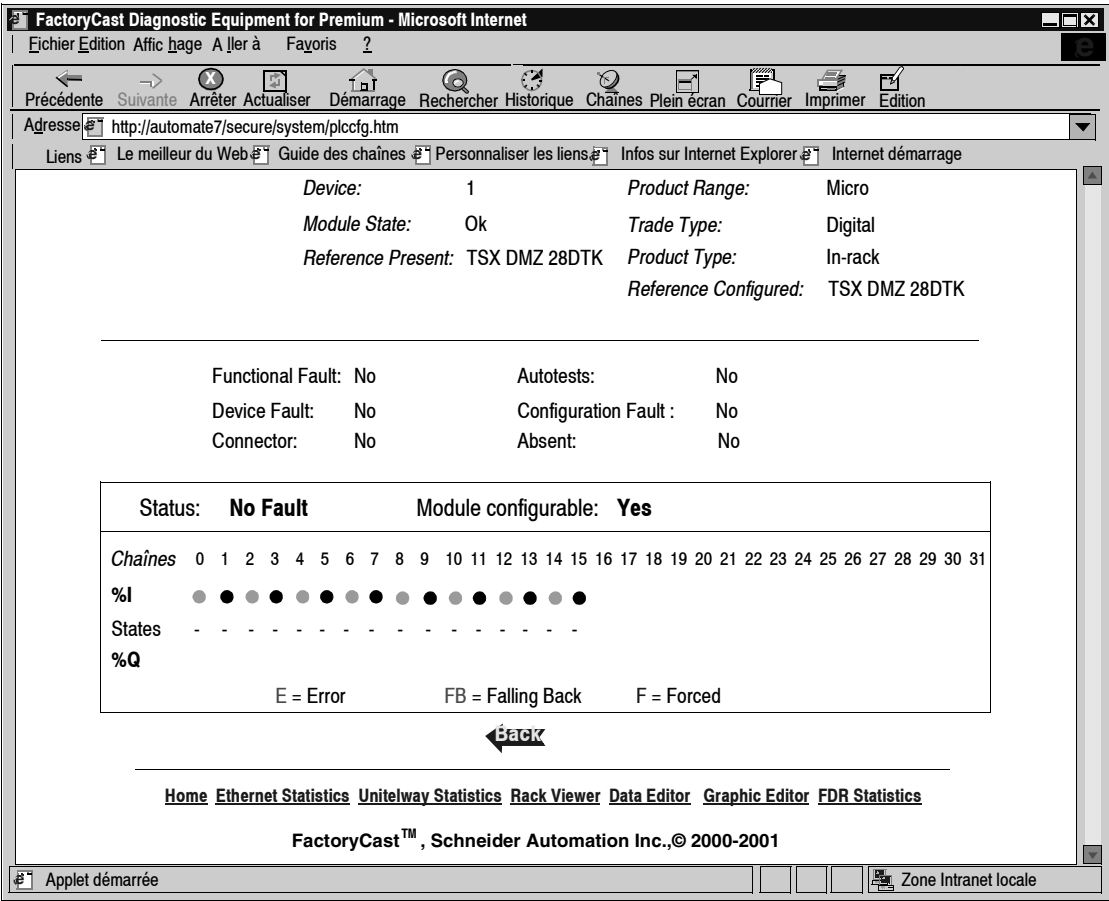 FactoryCast Diagnostic Equipment for Premium - Microsoft Internet
Fichier Edition Affic hage A ller à Favoris ?
Précédente Suivante Arrêter Actualiser Démarrage Rechercher Historique Chaînes Plein écran Courrier Imprimer Edition
Adresse http://automate7/secure/system/plccfg.htm
Liens Le meilleur du Web Guide des chaînes Personnaliser les liens Infos sur Internet Explorer Internet démarrage
Device: 1 Product Range: Micro
Module State: Ok Trade Type: Digital
Reference Present: TSX DMZ 28DTK Product Type: In-rack
Reference Configured: TSX DMZ 28DTK
Functional Fault: No Autotests: No
Device Fault: No Configuration Fault : No
Connector: No Absent: No
Status: No Fault Module configurable: Yes
Chaînes 0 1 2 3 4 5 6 7 8 9 10 11 12 13 14 15 16 17 18 19 20 21 22 23 24 25 26 27 28 29 30 31
%I
States - - - - - - - - - - - - - - - -
%Q
E = Error FB = Falling Back F = Forced
Back
Home Ethernet Statistics Unitelway Statistics Rack Viewer Data Editor Graphic Editor FDR Statistics
FactoryCast™ , Schneider Automation Inc.,© 2000-2001
Applet démarrée Zone Intranet locale